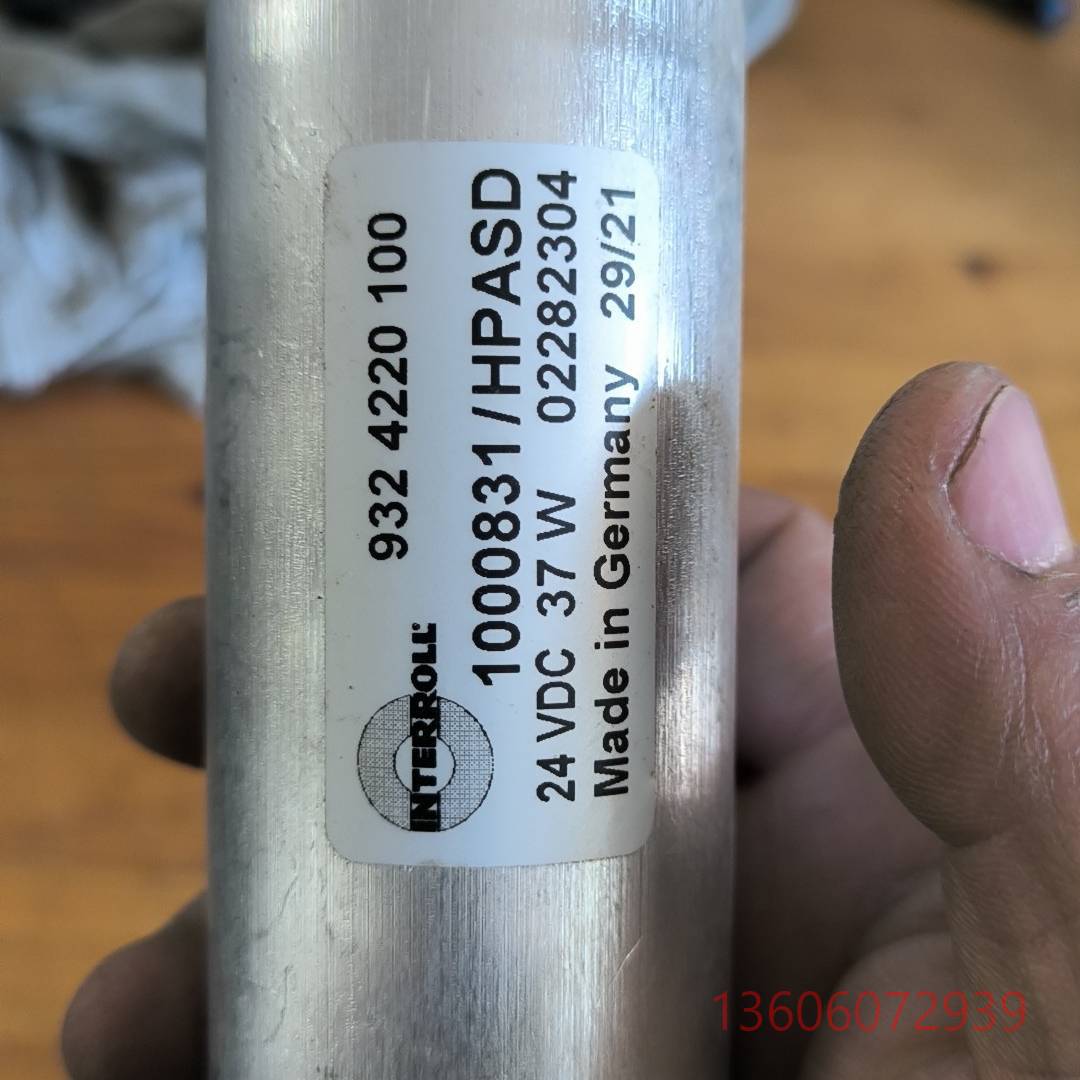 INTERROLL®
932 4220 100
1000831/HPASD
24 VDC 37 W 02282304
Made in Germany 29/21
13606072939